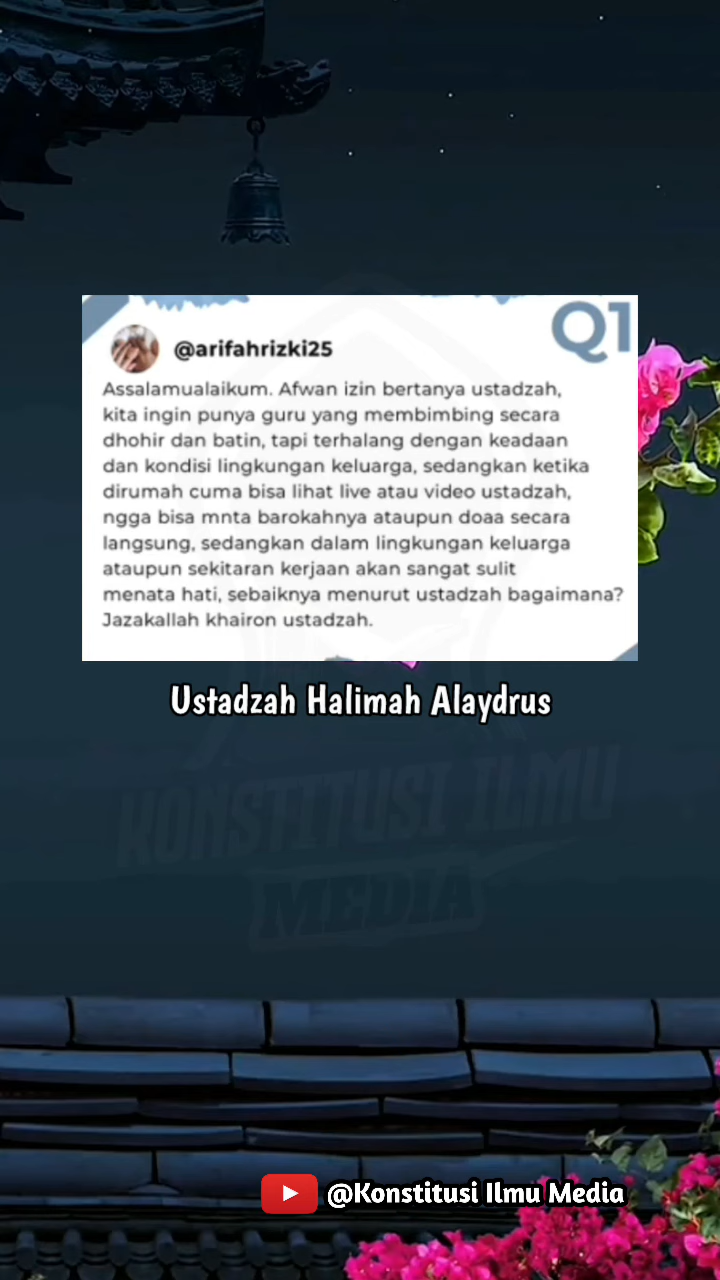 Q1
@arifahrizki25
Assalamualaikum. Afwan izin bertanya ustadzah,
kita ingin punya guru yang membimbing secara
dhohir dan batin, tapi terhalang dengan keadaan
dan kondisi lingkungan keluarga, sedangkan ketika
dirumah cuma bisa lihat live atau video ustadzah,
ngga bisa mnta barokahnya ataupun doaa secara
langsung, sedangkan dalam lingkungan keluarga
ataupun sekitaran kerjaan akan sangat sulit
menata hati, sebaiknya menurut ustadzah bagaimana?
Jazakallah khairon ustadzah.
Ustadzah Halimah Alaydrus
KONSTITUSI ILMU
MEDIA
@Konstitusi Ilmu Media